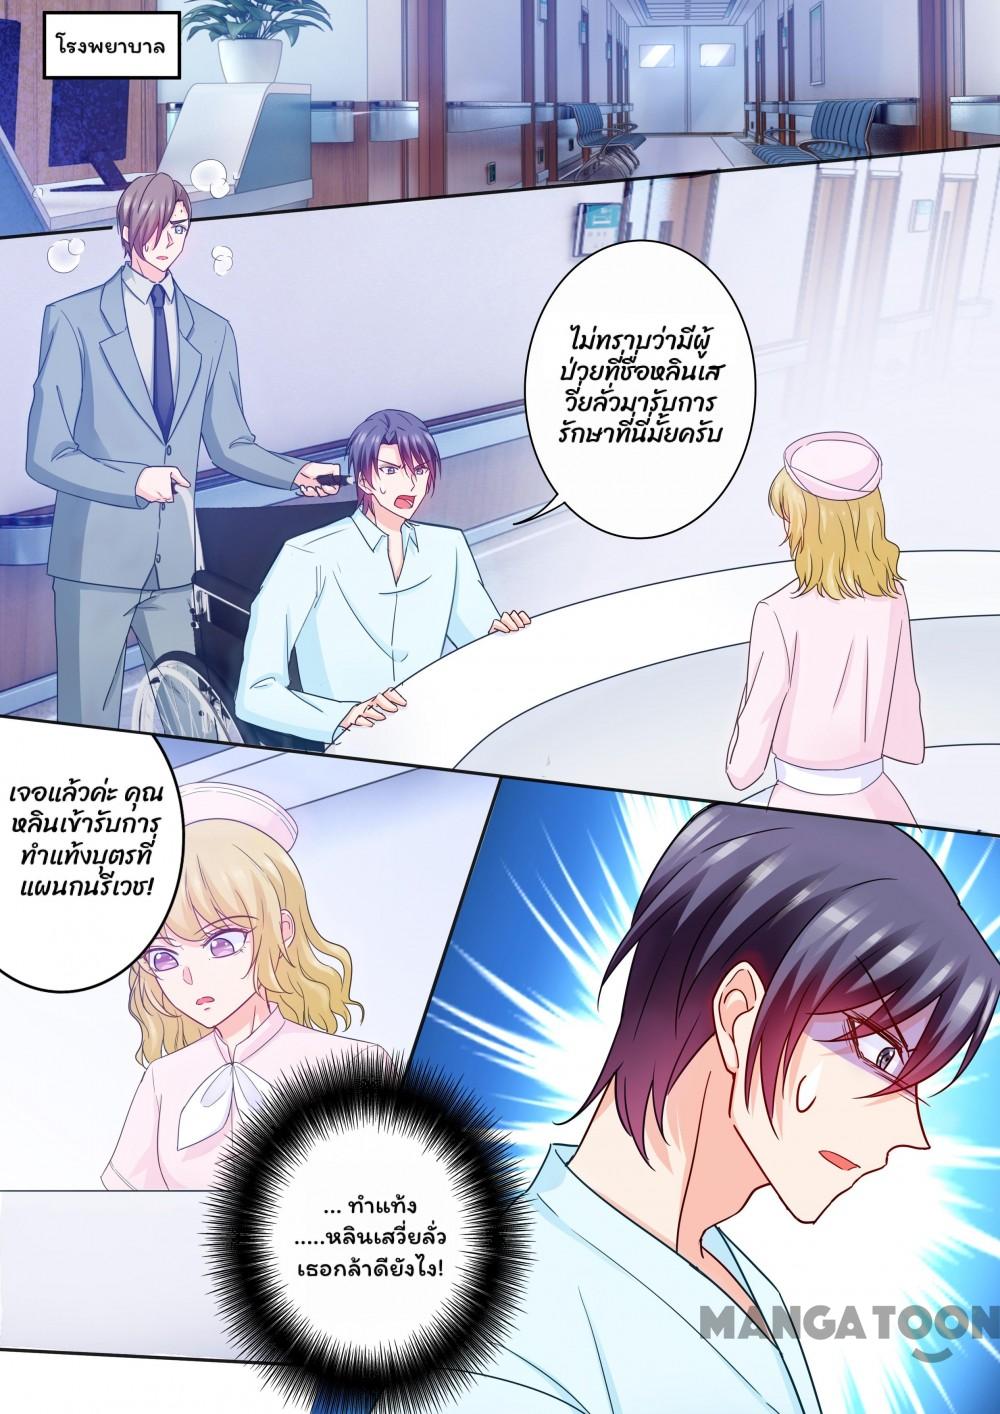 โรงพยาบาล
ไม่ทราบว่ามีผู้
ป่วยที่ชื่อหลินเส
วี่ยลั่วมารับการ
รักษาที่นี่มั้ยครับ
เจอแล้วค่ะ คุณ
หลินเข้ารับการ
ทำแท้งบุตรที่
แผนกนรีเวช!
... ทำแท้ง
.....หลินเสวี่ยลั่ว
เธอกล้าดียังไง!
MANGATOON